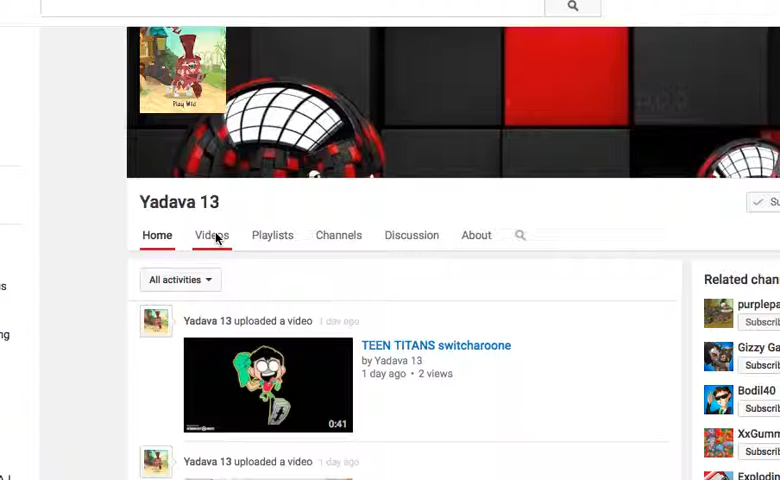 Play Wild
Yadava 13
Home Videos Playlists Channels Discussion About
All activities
Related chan
Yadava 13 uploaded a video 1 day ago
TEEN TITANS switcharoone
by Yadava 13
1 day ago • 2 views
0:41
Yadava 13 uploaded a video 1 day ago
purplepa
Subscrib
Gizzy Ga
Subscrib
Bodil40
Subscrib
XxGumm
Subscrib
Exploding